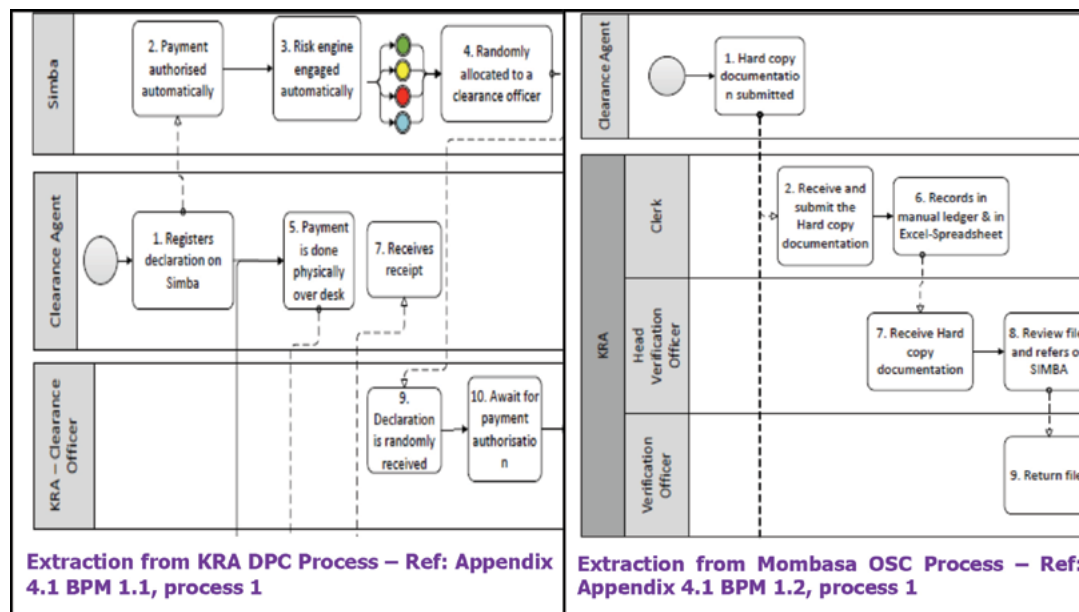 Simba
2. Payment
authorised
automatically
3. Risk engine
engaged
automatically
4. Randomly
allocated to a
clearance officer
Clearance Agent
1. Registers
declaration on
Simba
5. Payment
is done
physically
over desk
7. Receives
receipt
KRA – Clearance
Officer
9.
Declaration
is randomly
received
10. Await for
payment
authorisatio
n
Extraction from KRA DPC Process – Ref: Appendix
4.1 BPM 1.1, process 1
Clearance Agent
1. Hard copy
documentatio
n submitted
KRA
Clerk
2. Receive and
submit the
Hard copy
documentation
6. Records in
manual ledger & in
Excel-Spreadsheet
Head
Verification
Officer
7. Receive Hard
copy
documentation
8. Review file
and refers o
SIMBA
Verification
Officer
9. Return file
Extraction from Mombasa OSC Process – Ref:
Appendix 4.1 BPM 1.2, process 1